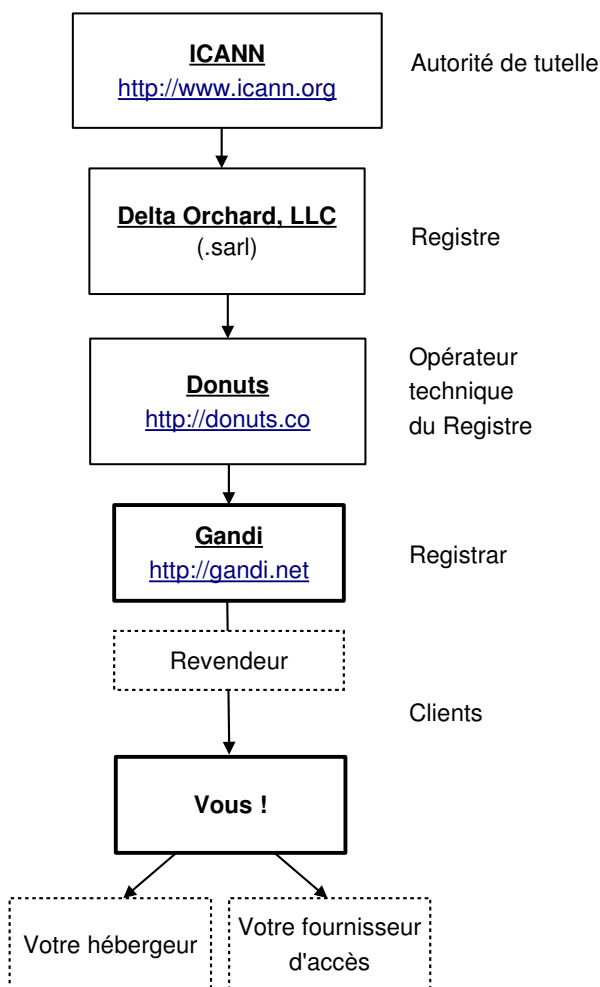 ICANN
http://www.icann.org
Autorité de tutelle
Delta Orchard, LLC
(.sarl)
Registre
Donuts
http://donuts.co
Opérateur
technique
du Registre
Gandi
http://gandi.net
Registrar
Revendeur
Clients
Vous !
Votre hébergeur
Votre fournisseur
d'accès